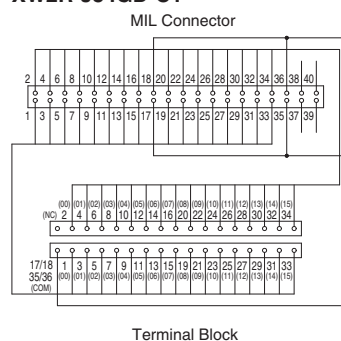 MIL Connector
2 4 6 8 10 12 14 16 18 20 22 24 26 28 30 32 34 36 38 40
1 3 5 7 9 11 13 15 17 19 21 23 25 27 29 31 33 35 37 39
(00) (01) (02) (03) (04) (05) (06) (07) (08) (09) (10) (11) (12) (13) (14) (15)
(NC) 2 4 6 8 10 12 14 16 20 22 24 26 28 30 32 34
17/18 1 3 5 7 9 11 13 15 19 21 23 25 27 29 31 33
35/36 (00) (01) (02) (03) (04) (05) (06) (07) (08) (09) (10) (11) (12) (13) (14) (15)
(COM)
Terminal Block